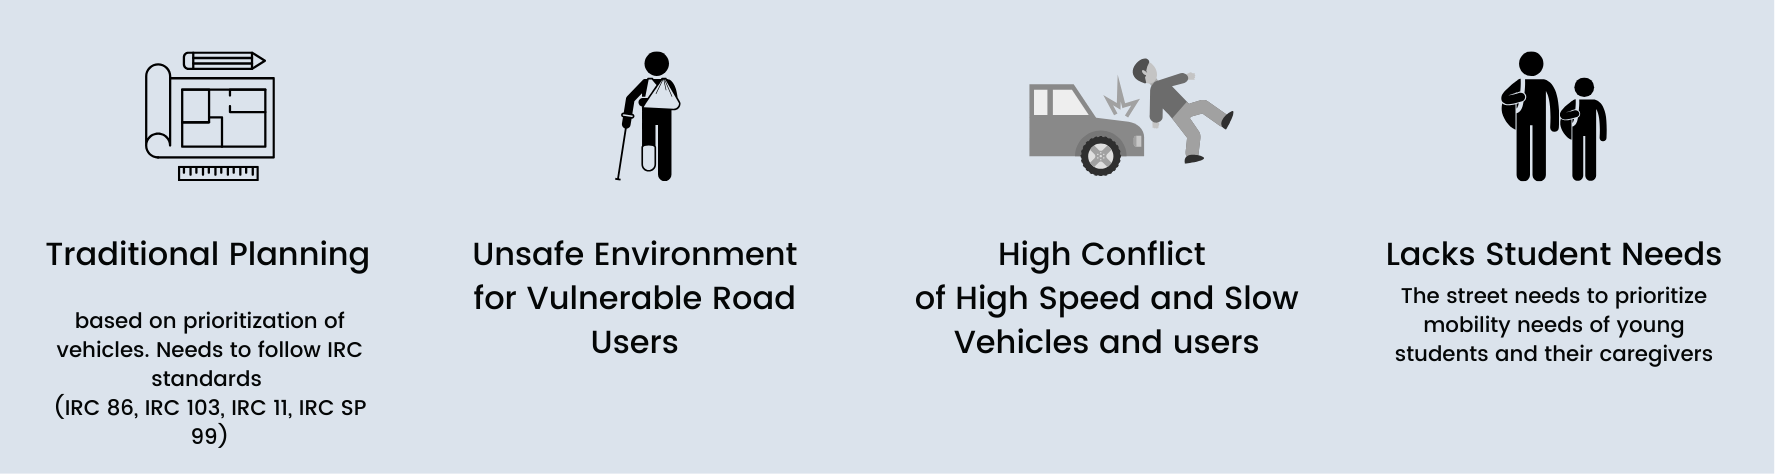 Traditional Planning
based on prioritization of
vehicles. Needs to follow IRC
standards
(IRC 86, IRC 103, IRC 11, IRC SP
99)
Unsafe Environment
for Vulnerable Road
Users
High Conflict
of High Speed and Slow
Vehicles and users
Lacks Student Needs
The street needs to prioritize
mobility needs of young
students and their caregivers